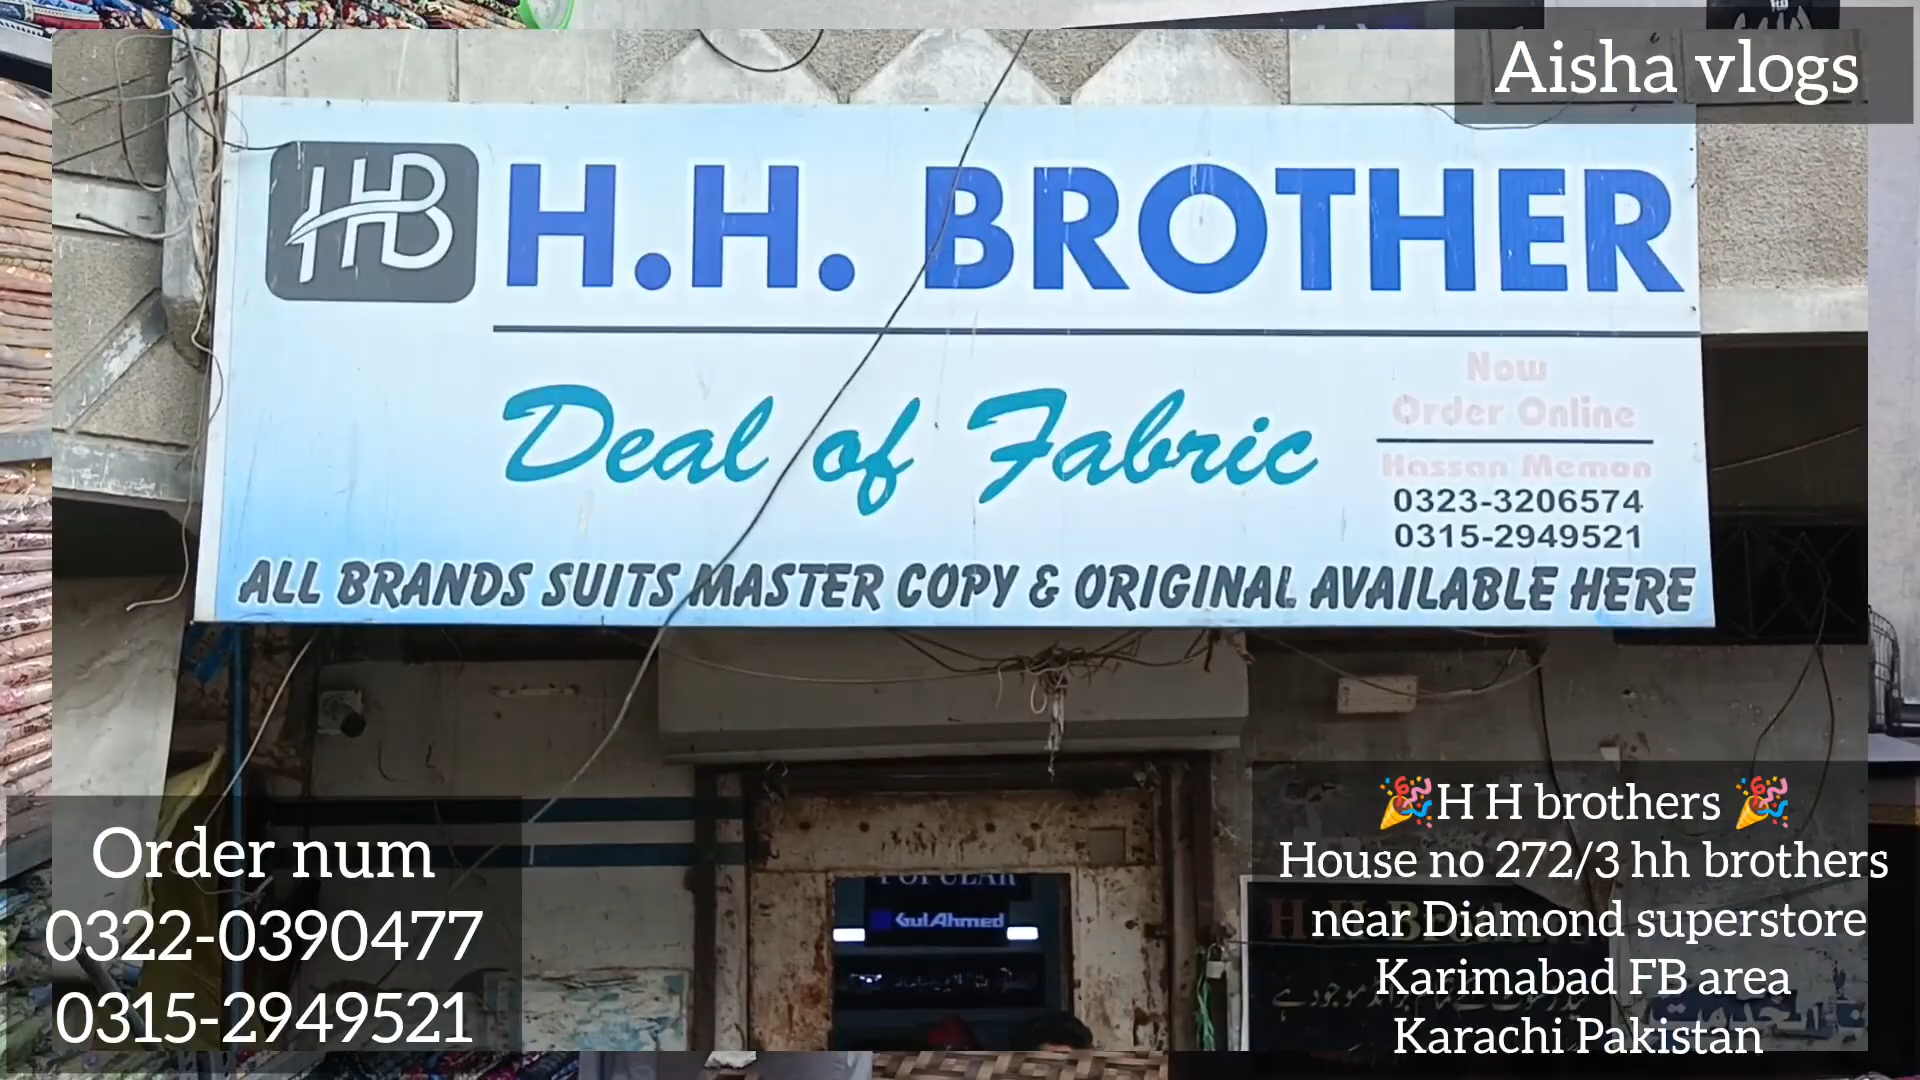 Aisha vlogs
HB H.H. BROTHER
Deal of Fabric
Now
Order Online
Hassan Memon
0323-3206574
0315-2949521
ALL BRANDS SUITS MASTER COPY & ORIGINAL AVAILABLE HERE
POPULAR
GulAhmed
Order num
0322-0390477
0315-2949521
🎉H H brothers 🎉
House no 272/3 hh brothers
near Diamond superstore
Karimabad FB area
Karachi Pakistan
H.H Brother